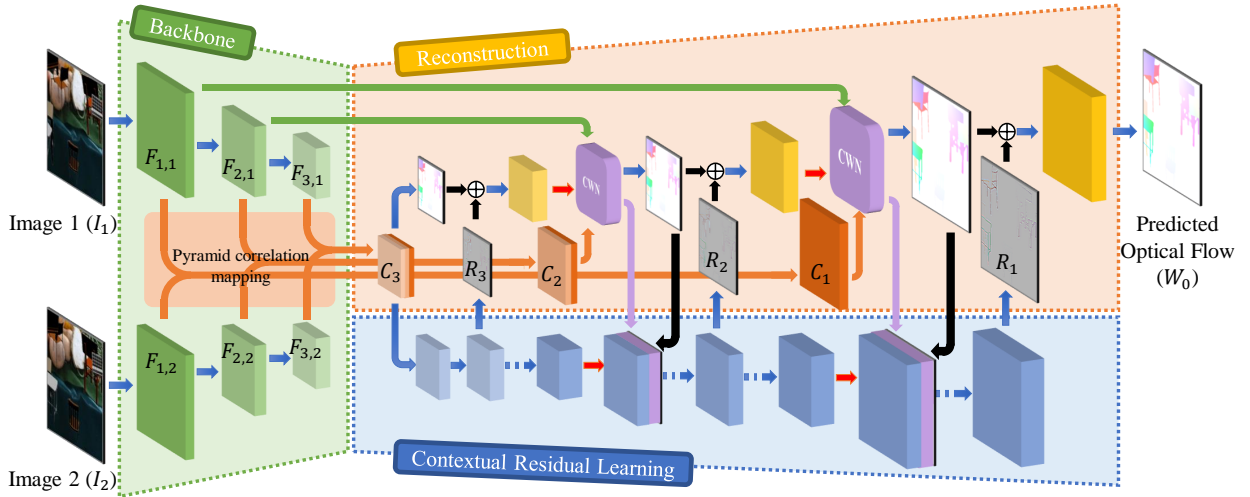 Backbone
Reconstruction
F1,1
F2,1
F3,1
CWN
CWN
Image 1 (I1)
Pyramid correlation
mapping
C3
R3
C2
R2
C1
R1
Predicted
Optical Flow
(W0)
F1,2
F2,2
F3,2
Image 2 (I2)
Contextual Residual Learning